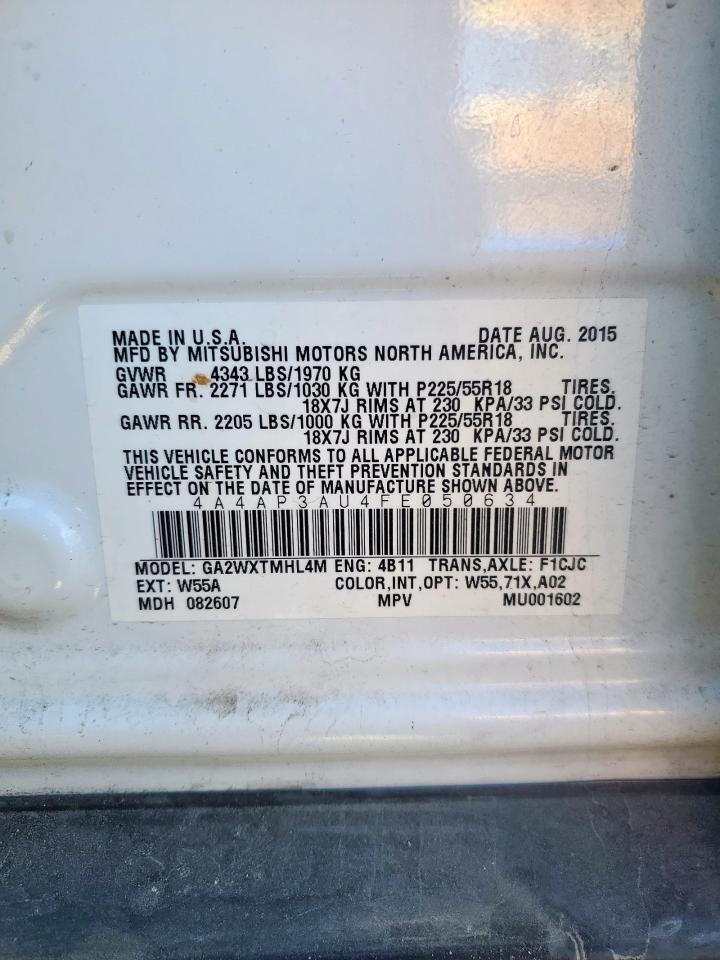 MADE IN U.S.A. DATE AUG. 2015
MFD BY MITSUBISHI MOTORS NORTH AMERICA, INC.
GVWR 4343 LBS/1970 KG
GAWR FR. 2271 LBS/1030 KG WITH P225/55R18 TIRES.
18X7J RIMS AT 230 KPA/33 PSI COLD.
GAWR RR. 2205 LBS/1000 KG WITH P225/55R18 TIRES.
18X7J RIMS AT 230 KPA/33 PSI COLD.
THIS VEHICLE CONFORMS TO ALL APPLICABLE FEDERAL MOTOR
VEHICLE SAFETY AND THEFT PREVENTION STANDARDS IN
EFFECT ON THE DATE OF MANUFACTURE SHOWN ABOVE.
4A4AP3AU4FE050634
MODEL: GA2WXTMHL4M ENG: 4B11 TRANS,AXLE: F1CJC
EXT: W55A COLOR,INT,OPT: W55,71X,A02
MDH 082607 MPV MU001602